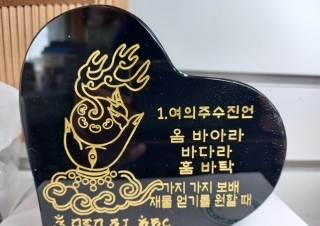 1.여의주수진언
옴 바아라
바다라
훔 바탁
가지 가지 보배
재물 얻기를 원할 때